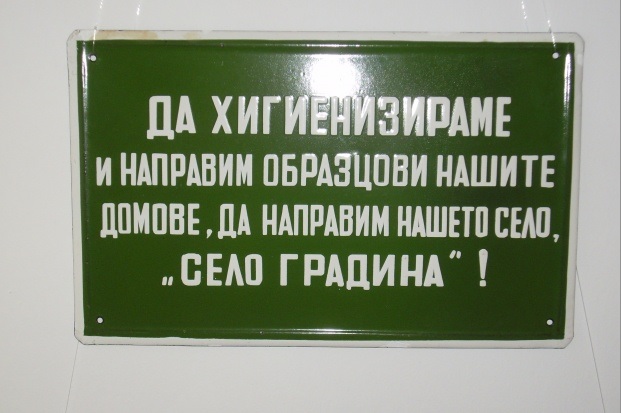 ДА ХИГИЕНИЗИРАМЕ
И НАПРАВИМ ОБРАЗЦОВИ НАШИТЕ
ДОМОВЕ, ДА НАПРАВИМ НАШЕТО СЕЛО,
„СЕЛО ГРАДИНА“ !